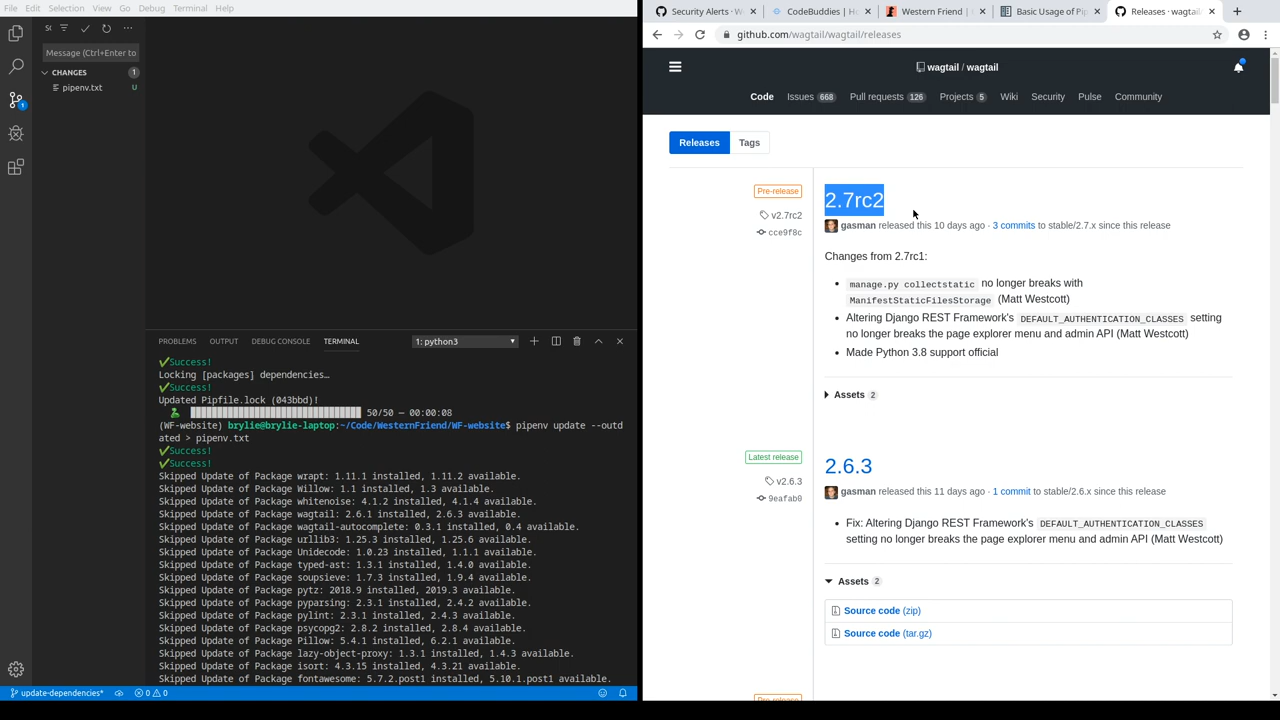 File Edit Selection View Debug Terminal Help
Message (Ctrl+Enter to
CHANGES 1
pipenv.txt U
1
PROBLEMS OUTPUT DEBUG CONSOLE TERMINAL 1: python3
✔Success!
Locking [packages] dependencies…
✔Success!
Updated Pipfile.lock (043bbd)!
50/50 — 00:00:08
(WF-website) brylie@brylie-laptop:~/Code/WesternFriend/WF-website$ pipenv update --outd
ated > pipenv.txt
✔Success!
✔Success!
Skipped Update of Package wrapt: 1.11.1 installed, 1.11.2 available.
Skipped Update of Package Willow: 1.1 installed, 1.3 available.
Skipped Update of Package whitenoise: 4.1.2 installed, 4.1.4 available.
Skipped Update of Package wagtail: 2.6.1 installed, 2.6.3 available.
Skipped Update of Package wagtail-autocomplete: 0.3.1 installed, 0.4 available.
Skipped Update of Package urllib3: 1.25.3 installed, 1.25.6 available.
Skipped Update of Package Unidecode: 1.0.23 installed, 1.1.1 available.
Skipped Update of Package typed-ast: 1.3.1 installed, 1.4.0 available.
Skipped Update of Package soupsieve: 1.7.3 installed, 1.9.4 available.
Skipped Update of Package pytz: 2018.9 installed, 2019.3 available.
Skipped Update of Package pyparsing: 2.3.1 installed, 2.4.2 available.
Skipped Update of Package pylint: 2.3.1 installed, 2.4.3 available.
Skipped Update of Package psycopg2: 2.8.2 installed, 2.8.4 available.
Skipped Update of Package Pillow: 5.4.1 installed, 6.2.1 available.
Skipped Update of Package lazy-object-proxy: 1.3.1 installed, 1.4.3 available.
Skipped Update of Package isort: 4.3.15 installed, 4.3.21 available.
Skipped Update of Package fontawesome: 5.7.2.post1 installed, 5.10.1.post1 available.
update-dependencies* 0 0
Security Alerts · W CodeBuddies | Ho Western Friend | Basic Usage of Pip Releases · wagtail
github.com/wagtail/wagtail/releases
wagtail / wagtail
Code Issues 668 Pull requests 126 Projects 5 Wiki Security Pulse Community
Releases Tags
Pre-release
v2.7rc2
cce9f8c
2.7rc2
gasman released this 10 days ago · 3 commits to stable/2.7.x since this release
Changes from 2.7rc1:
manage.py collectstatic no longer breaks with
ManifestStaticFilesStorage (Matt Westcott)
Altering Django REST Framework's DEFAULT_AUTHENTICATION_CLASSES setting
no longer breaks the page explorer menu and admin API (Matt Westcott)
Made Python 3.8 support official
Assets 2
Latest release
v2.6.3
9eafab0
2.6.3
gasman released this 11 days ago · 1 commit to stable/2.6.x since this release
Fix: Altering Django REST Framework's DEFAULT_AUTHENTICATION_CLASSES
setting no longer breaks the page explorer menu and admin API (Matt Westcott)
Assets 2
Source code (zip)
Source code (tar.gz)